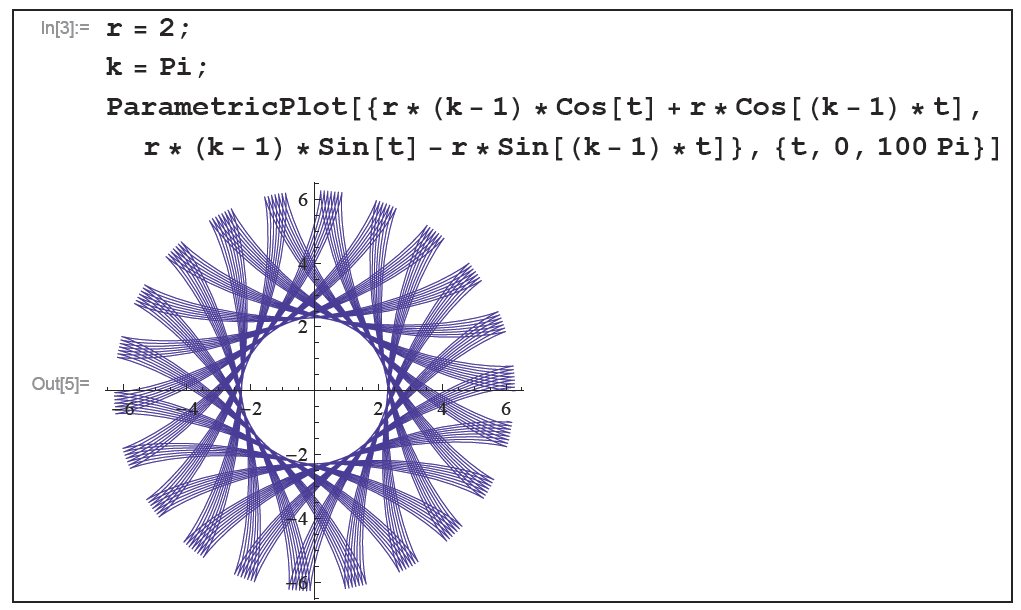 In[3]:= r = 2;
k = Pi;
ParametricPlot[{r * (k - 1) * Cos[t] + r * Cos[(k - 1) * t],
r * (k - 1) * Sin[t] - r * Sin[(k - 1) * t]}, {t, 0, 100 Pi}]
6
4
2
Out[5]=
-6 -4 -2 2 4 6
-2
-4
-6